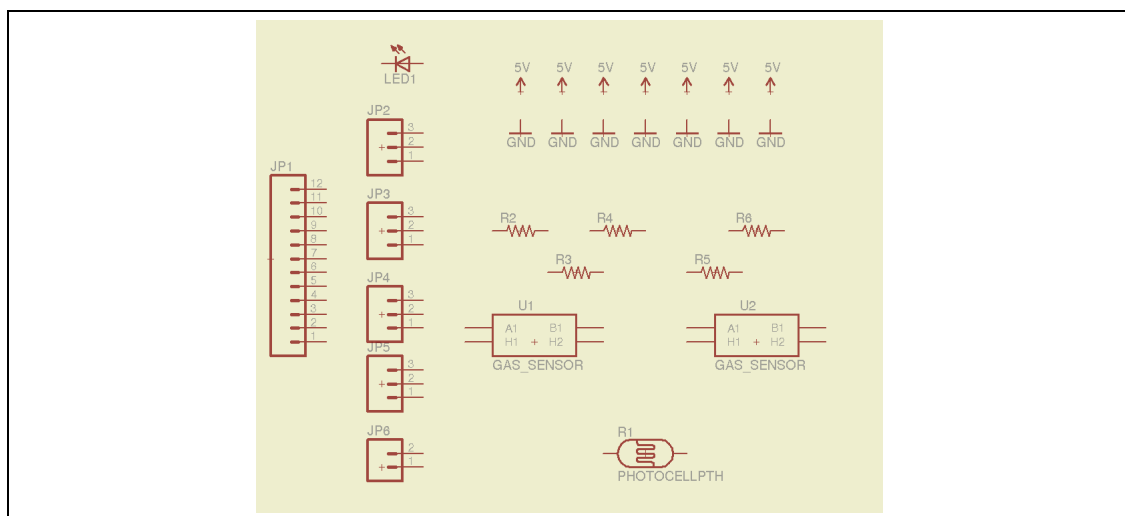 LED1
5V 5V 5V 5V 5V 5V 5V
GND GND GND GND GND GND GND
JP2
3
2
1
JP1
12
11
10
9
8
7
6
5
4
3
2
1
JP3
3
2
1
JP4
3
2
1
JP5
3
2
1
JP6
2
1
R2 R4 R6
R3 R5
U1 U2
A1 B1 A1 B1
H1 H2 H1 H2
GAS_SENSOR GAS_SENSOR
R1
PHOTOCELLPTH